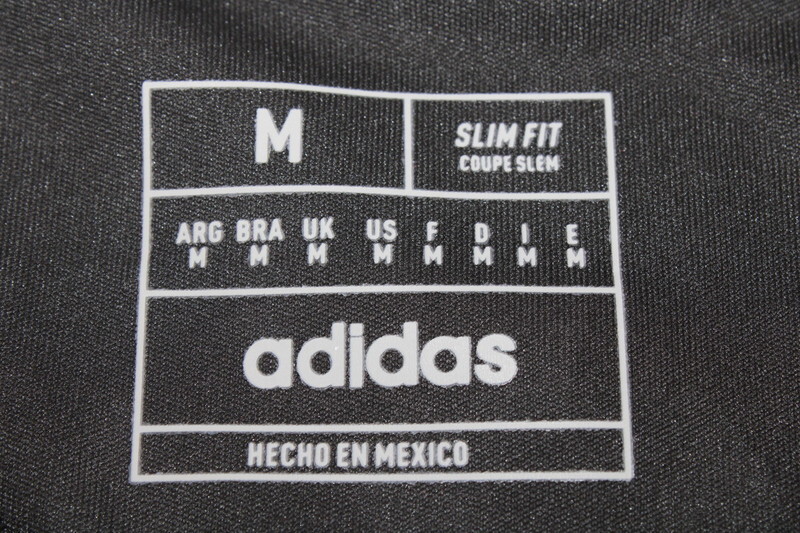 M
SLIM FIT
COUPE SLEM
ARG BRA UK US F D I E
M M M M M M M M
adidas
HECHO EN MEXICO